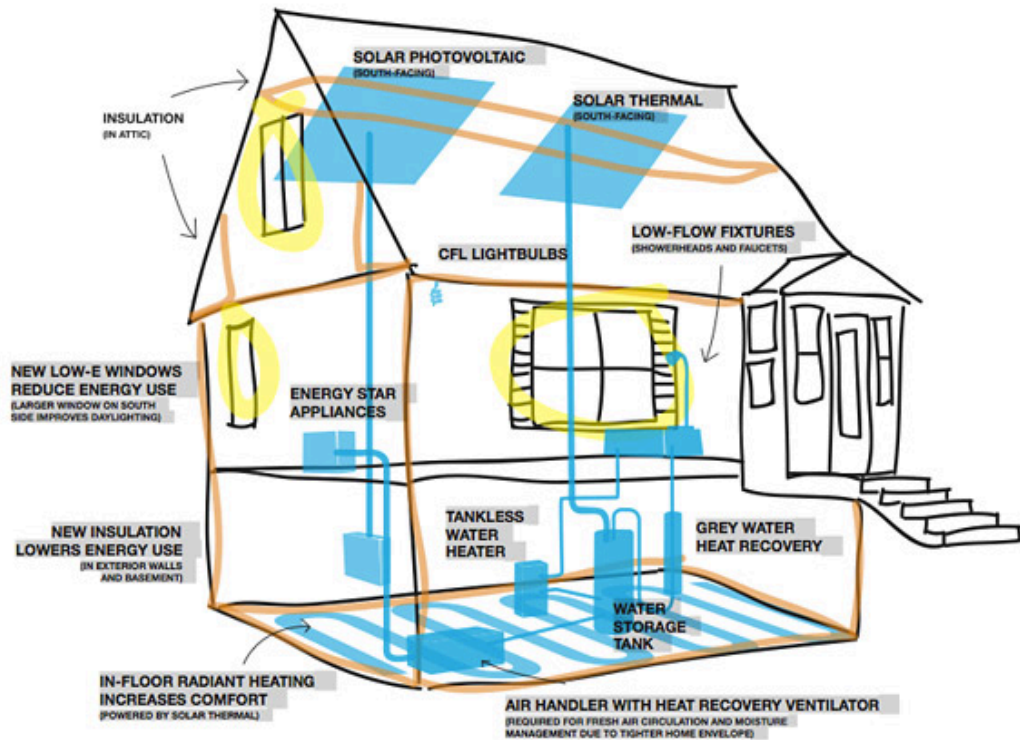 SOLAR PHOTOVOLTAIC
(SOUTH-FACING)
SOLAR THERMAL
(SOUTH-FACING)
INSULATION
(IN ATTIC)
LOW-FLOW FIXTURES
(SHOWERHEADS AND FAUCETS)
CFL LIGHTBULBS
NEW LOW-E WINDOWS
REDUCE ENERGY USE
(LARGER WINDOW ON SOUTH
SIDE IMPROVES DAYLIGHTING)
ENERGY STAR
APPLIANCES
NEW INSULATION
LOWERS ENERGY USE
(IN EXTERIOR WALLS
AND BASEMENT)
TANKLESS
WATER
HEATER
GREY WATER
HEAT RECOVERY
WATER
STORAGE
TANK
IN-FLOOR RADIANT HEATING
INCREASES COMFORT
(POWERED BY SOLAR THERMAL)
AIR HANDLER WITH HEAT RECOVERY VENTILATOR
(REQUIRED FOR FRESH AIR CIRCULATION AND MOISTURE
MANAGEMENT DUE TO TIGHTER HOME ENVELOPE)